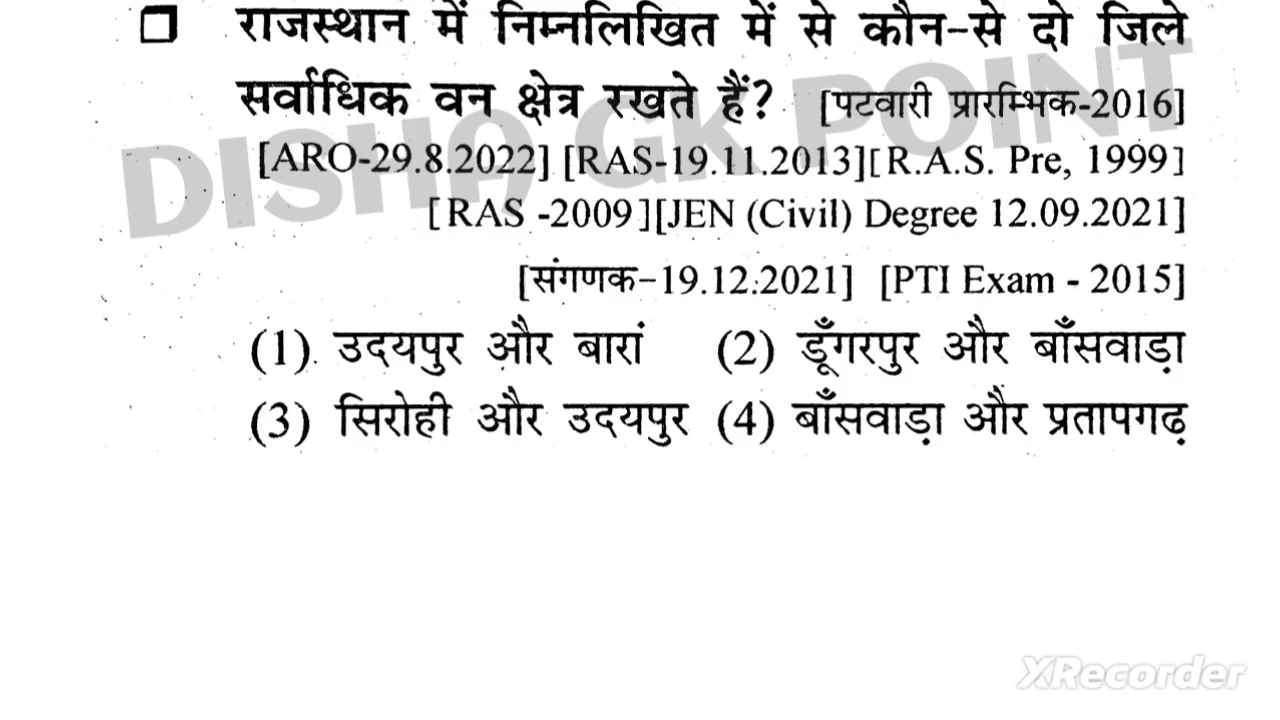 राजस्थान में निम्नलिखित में से कौन-से दो जिले
सर्वाधिक वन क्षेत्र रखते हैं? [पटवारी प्रारम्भिक-2016]
DISHA GK POINT
[ARO-29.8.2022] [RAS-19.11.2013][R.A.S. Pre, 1999]
[RAS -2009][JEN (Civil) Degree 12.09.2021]
[संगणक-19.12.2021] [PTI Exam - 2015]
(1) उदयपुर और बारां (2) डूँगरपुर और बाँसवाड़ा
(3) सिरोही और उदयपुर (4) बाँसवाड़ा और प्रतापगढ़
XRecorder